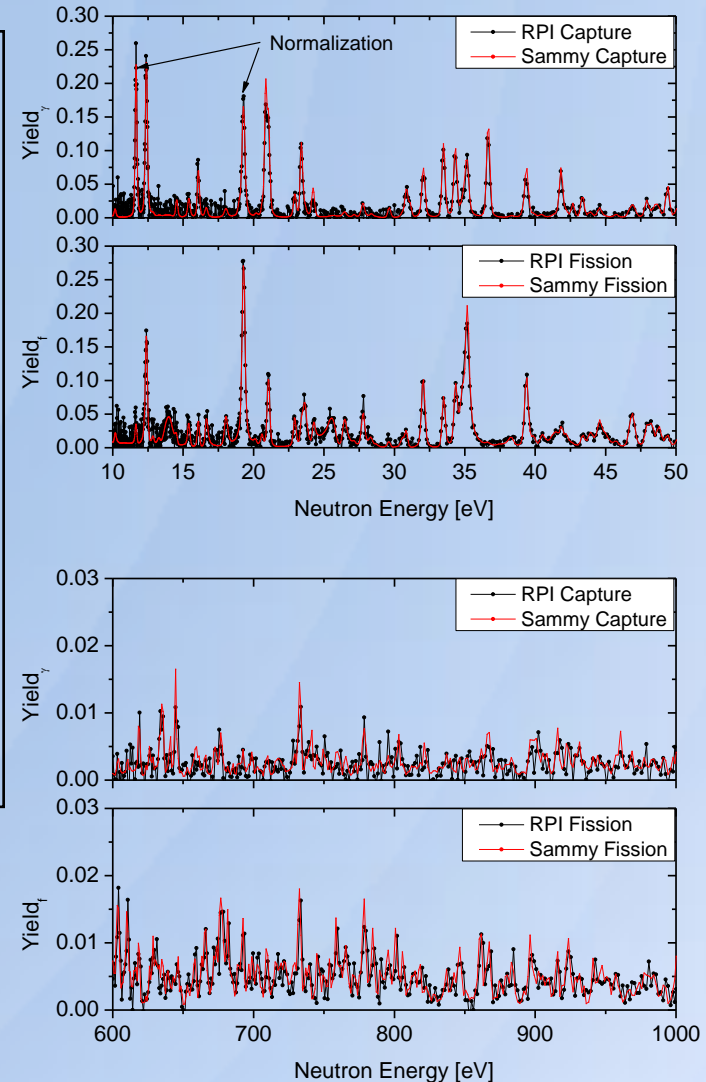 0.30
0.25
0.20
0.15
0.10
0.05
0.00
Yieldγ
Normalization
RPI Capture
Sammy Capture
0.30
0.25
0.20
0.15
0.10
0.05
0.00
Yieldf
RPI Fission
Sammy Fission
10 15 20 25 30 35 40 45 50
Neutron Energy [eV]
0.03
0.02
0.01
0.00
Yieldγ
RPI Capture
Sammy Capture
0.03
0.02
0.01
0.00
Yieldf
RPI Fission
Sammy Fission
600 700 800 900 1000
Neutron Energy [eV]